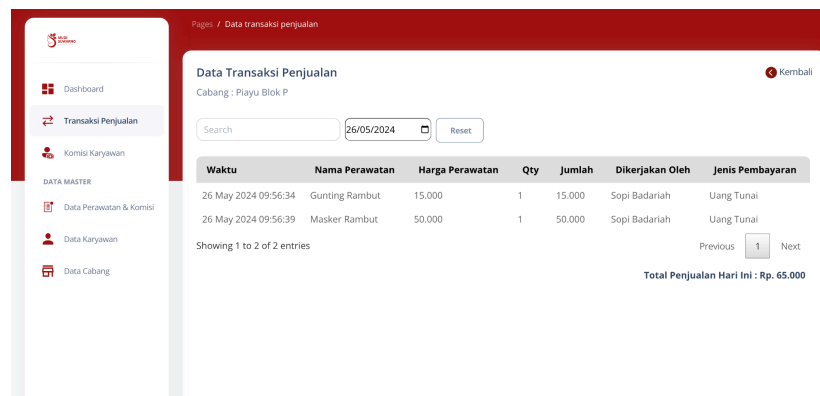 Pages / Data transaksi penjualan
MUGI
SUWARNO
Dashboard
Transaksi Penjualan
Komisi Karyawan
DATA MASTER
Data Perawatan & Komisi
Data Karyawan
Data Cabang
Data Transaksi Penjualan
Kembali
Cabang : Piayu Blok P
Search 26/05/2024 Reset
Waktu Nama Perawatan Harga Perawatan Qty Jumlah Dikerjakan Oleh Jenis Pembayaran
26 May 2024 09:56:34 Gunting Rambut 15.000 1 15.000 Sopi Badariah Uang Tunai
26 May 2024 09:56:39 Masker Rambut 50.000 1 50.000 Sopi Badariah Uang Tunai
Showing 1 to 2 of 2 entries
Previous 1 Next
Total Penjualan Hari Ini : Rp. 65.000